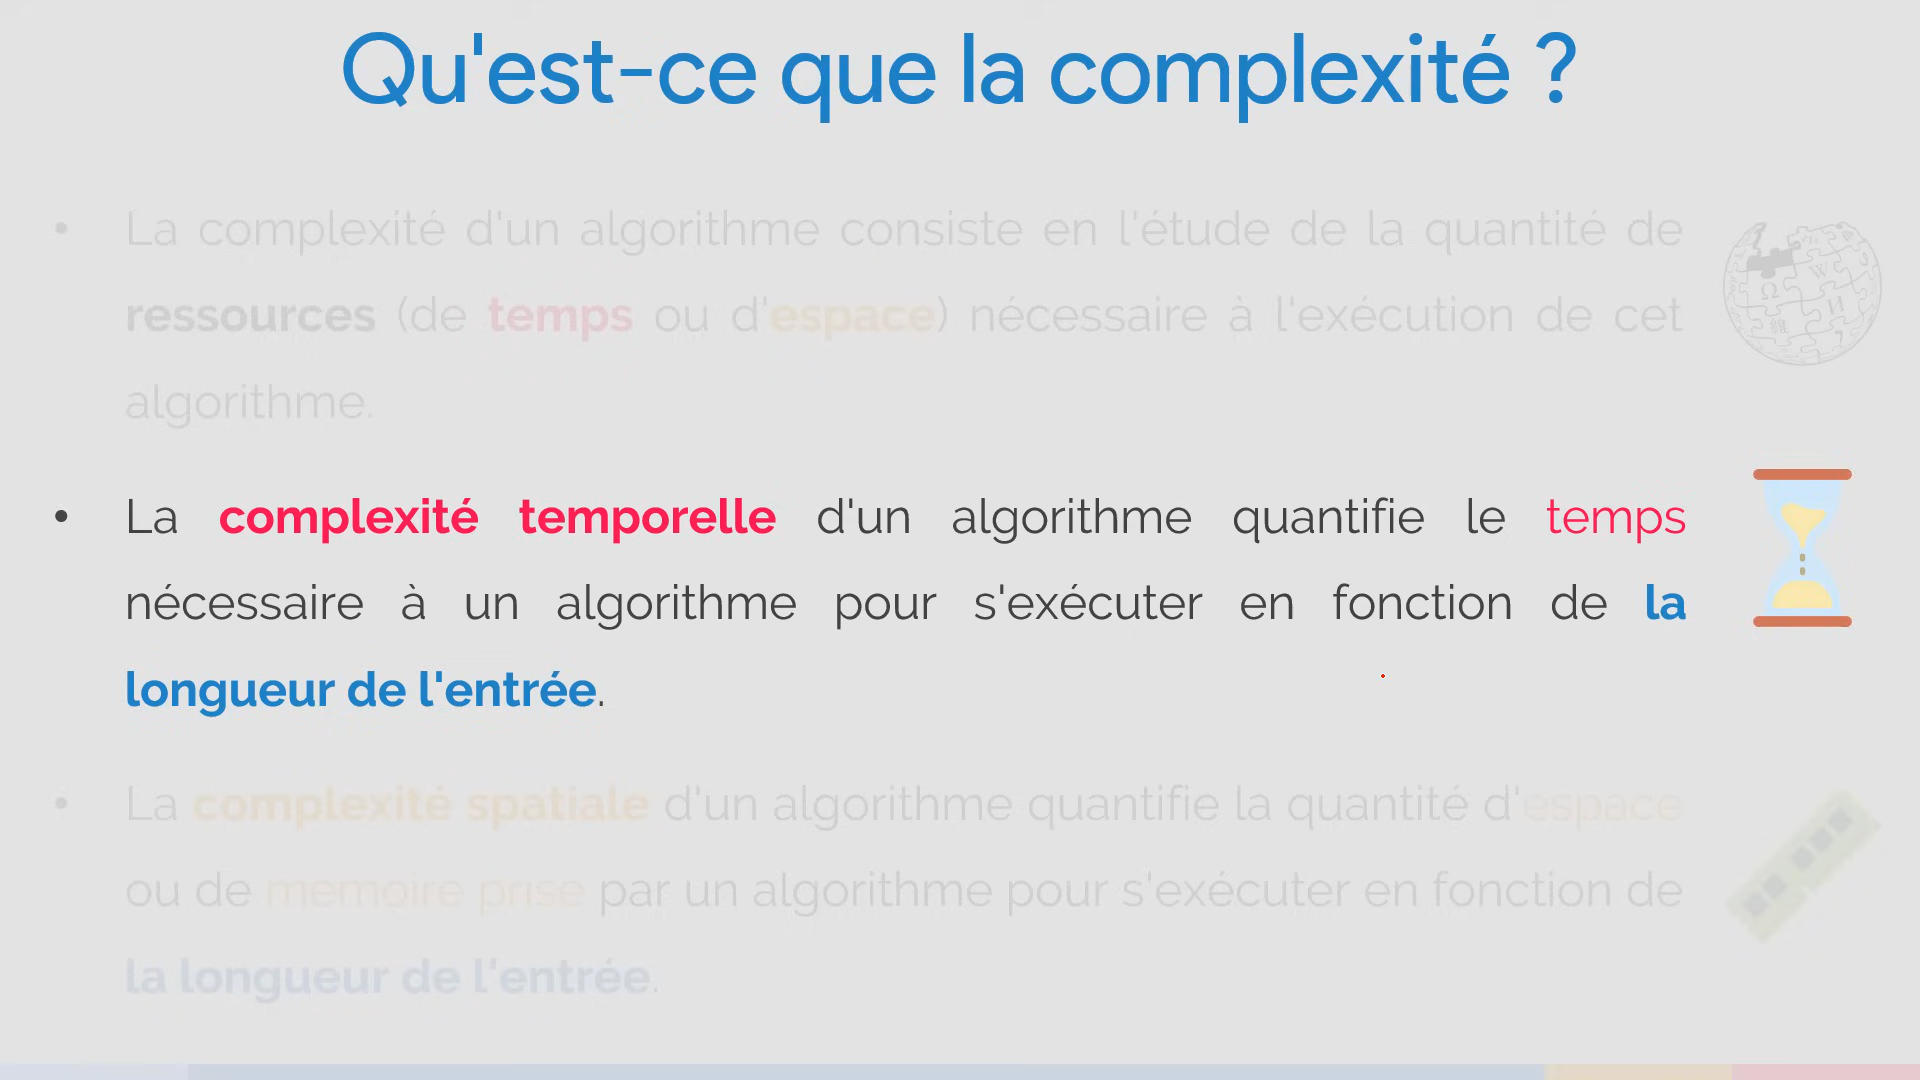 Qu'est-ce que la complexité ?
• La complexité d'un algorithme consiste en l'étude de la quantité de
ressources (de temps ou d'espace) nécessaire à l'exécution de cet
algorithme.
• La complexité temporelle d'un algorithme quantifie le temps
nécessaire à un algorithme pour s'exécuter en fonction de la
longueur de l'entrée.
• La complexité spatiale d'un algorithme quantifie la quantité d'espace
ou de memoire prise par un algorithme pour s'exécuter en fonction de
la longueur de l'entrée.